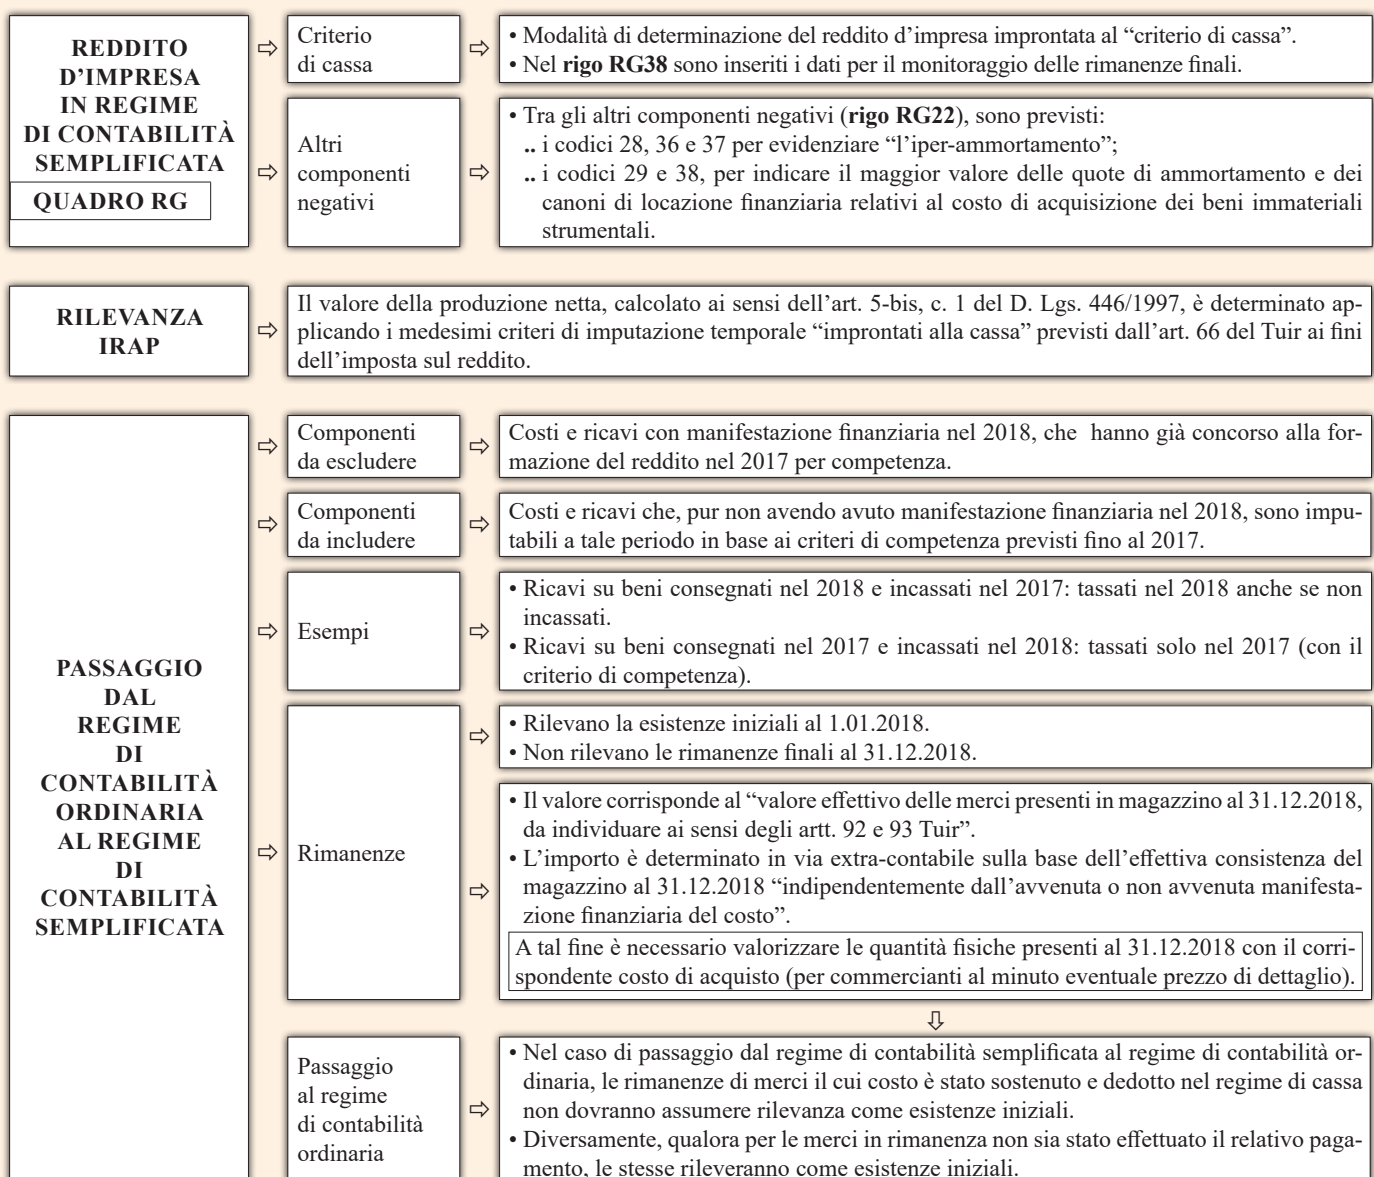 REDDITO
D'IMPRESA
IN REGIME
DI CONTABILITÀ
SEMPLIFICATA
QUADRO RG
⇨
Criterio
di cassa
⇨
• Modalità di determinazione del reddito d'impresa improntata al “criterio di cassa”.
• Nel rigo RG38 sono inseriti i dati per il monitoraggio delle rimanenze finali.
⇨
Altri
componenti
negativi
⇨
• Tra gli altri componenti negativi (rigo RG22), sono previsti:
.. i codici 28, 36 e 37 per evidenziare “l'iper-ammortamento”;
.. i codici 29 e 38, per indicare il maggior valore delle quote di ammortamento e dei
canoni di locazione finanziaria relativi al costo di acquisizione dei beni immateriali
strumentali.
RILEVANZA
IRAP
⇨
Il valore della produzione netta, calcolato ai sensi dell'art. 5-bis, c. 1 del D. Lgs. 446/1997, è determinato ap-
plicando i medesimi criteri di imputazione temporale “improntati alla cassa” previsti dall'art. 66 del Tuir ai fini
dell'imposta sul reddito.
PASSAGGIO
DAL
REGIME
DI
CONTABILITÀ
ORDINARIA
AL REGIME
DI
CONTABILITÀ
SEMPLIFICATA
⇨
Componenti
da escludere
⇨
Costi e ricavi con manifestazione finanziaria nel 2018, che hanno già concorso alla for-
mazione del reddito nel 2017 per competenza.
⇨
Componenti
da includere
⇨
Costi e ricavi che, pur non avendo avuto manifestazione finanziaria nel 2018, sono impu-
tabili a tale periodo in base ai criteri di competenza previsti fino al 2017.
⇨
Esempi
⇨
• Ricavi su beni consegnati nel 2018 e incassati nel 2017: tassati nel 2018 anche se non
incassati.
• Ricavi su beni consegnati nel 2017 e incassati nel 2018: tassati solo nel 2017 (con il
criterio di competenza).
⇨
Rimanenze
⇨
• Rilevano la esistenze iniziali al 1.01.2018.
• Non rilevano le rimanenze finali al 31.12.2018.
⇨
• Il valore corrisponde al “valore effettivo delle merci presenti in magazzino al 31.12.2018,
da individuare ai sensi degli artt. 92 e 93 Tuir”.
• L'importo è determinato in via extra-contabile sulla base dell'effettiva consistenza del
magazzino al 31.12.2018 “indipendentemente dall'avvenuta o non avvenuta manifesta-
zione finanziaria del costo”.
A tal fine è necessario valorizzare le quantità fisiche presenti al 31.12.2018 con il corri-
spondente costo di acquisto (per commercianti al minuto eventuale prezzo di dettaglio).
⇩
Passaggio
al regime
di contabilità
ordinaria
⇨
• Nel caso di passaggio dal regime di contabilità semplificata al regime di contabilità or-
dinaria, le rimanenze di merci il cui costo è stato sostenuto e dedotto nel regime di cassa
non dovranno assumere rilevanza come esistenze iniziali.
• Diversamente, qualora per le merci in rimanenza non sia stato effettuato il relativo paga-
mento, le stesse rileveranno come esistenze iniziali.